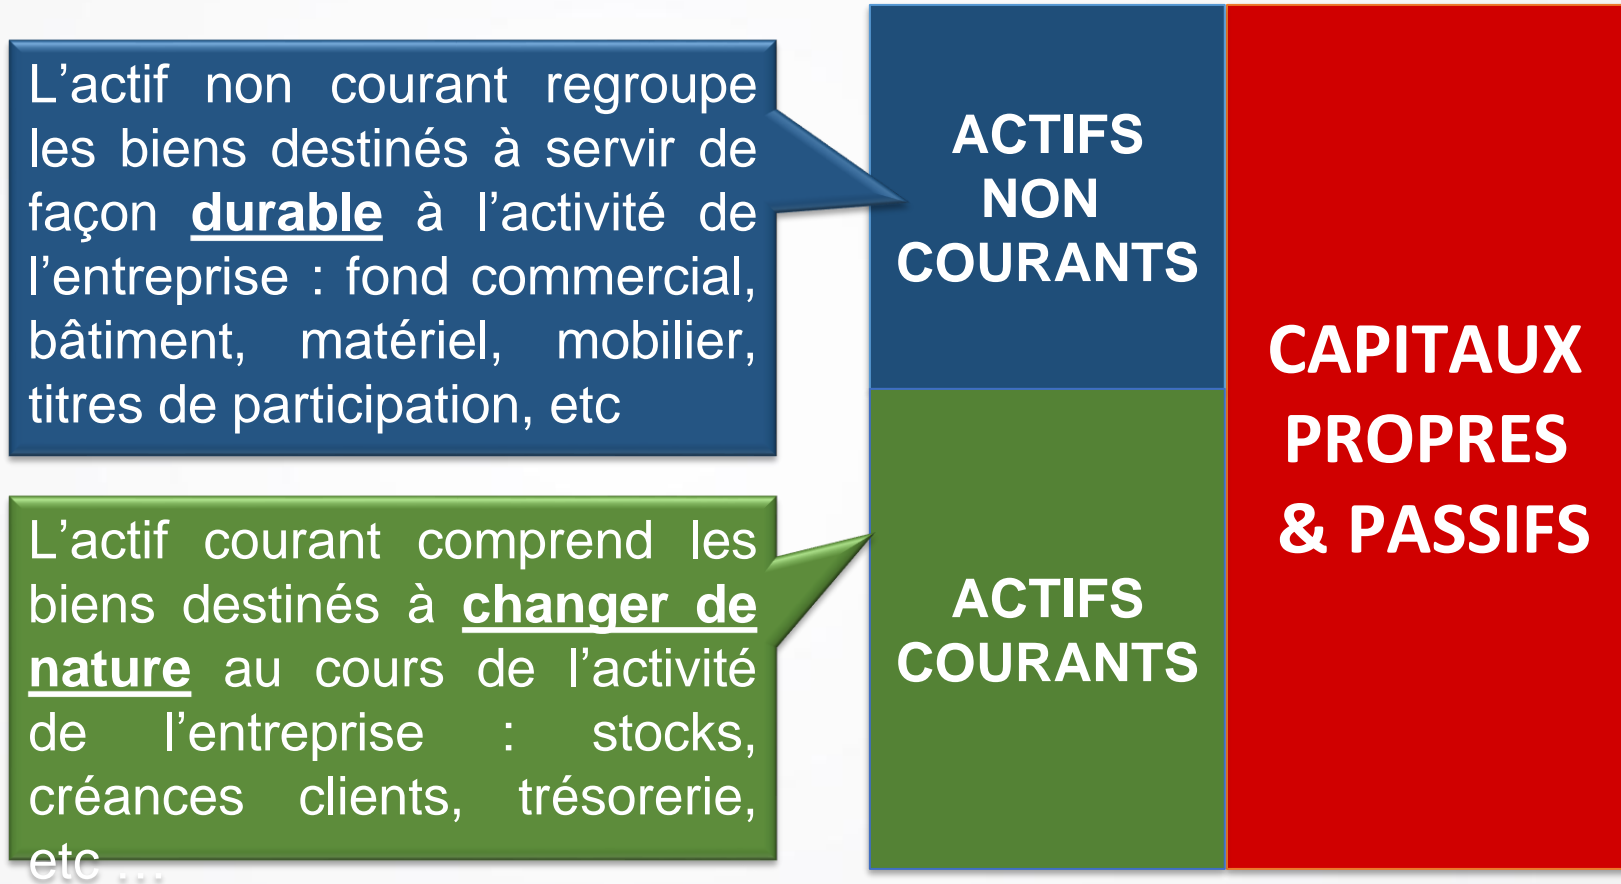 L’actif non courant regroupe
les biens destinés à servir de
façon durable à l’activité de
l’entreprise : fond commercial,
bâtiment, matériel, mobilier,
titres de participation, etc
L’actif courant comprend les
biens destinés à changer de
nature au cours de l’activité
de l’entreprise : stocks,
créances clients, trésorerie,
etc …
ACTIFS
NON
COURANTS
ACTIFS
COURANTS
CAPITAUX
PROPRES
& PASSIFS